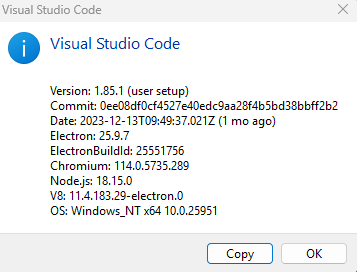 Visual Studio Code
Visual Studio Code
Version: 1.85.1 (user setup)
Commit: 0ee08df0cf4527e40edc9aa28f4b5bd38bbff2b2
Date: 2023-12-13T09:49:37.021Z (1 mo ago)
Electron: 25.9.7
ElectronBuildId: 25551756
Chromium: 114.0.5735.289
Node.js: 18.15.0
V8: 11.4.183.29-electron.0
OS: Windows_NT x64 10.0.25951
Copy OK